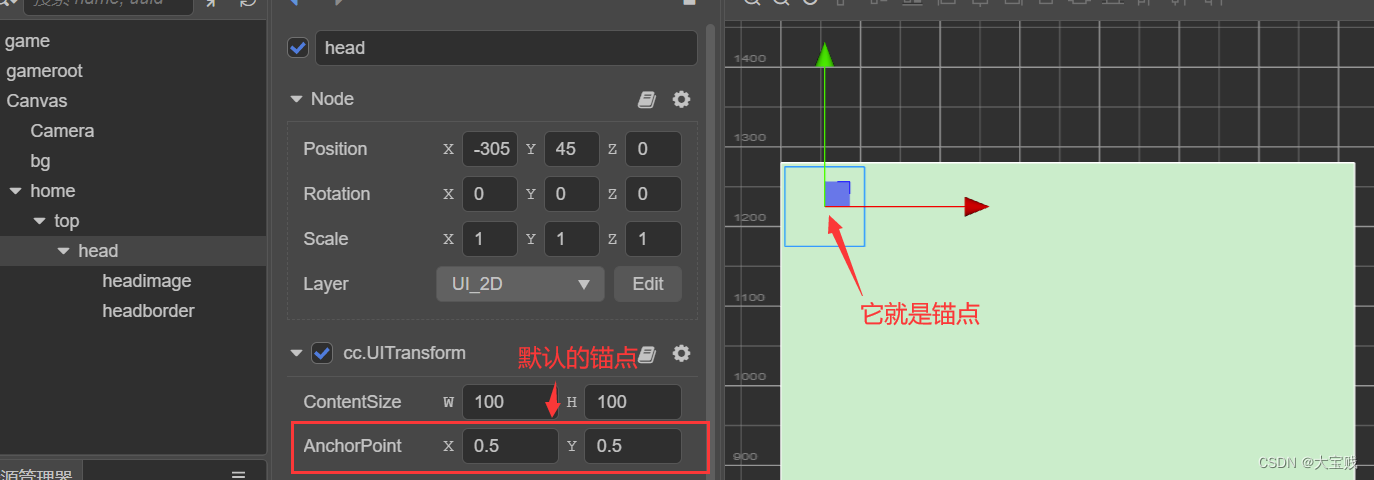 搜索 name, uuid
game
gameroot
Canvas
Camera
bg
home
top
head
headimage
headborder
源管理器
head
Node
Position X -305 Y 45 Z 0
Rotation X 0 Y 0 Z 0
Scale X 1 Y 1 Z 1
Layer UI_2D Edit
cc.UITransform
默认的锚点
ContentSize W 100 H 100
AnchorPoint X 0.5 Y 0.5
1400
1300
1200
1100
1000
900
它就是锚点
CSDN @大宝贱